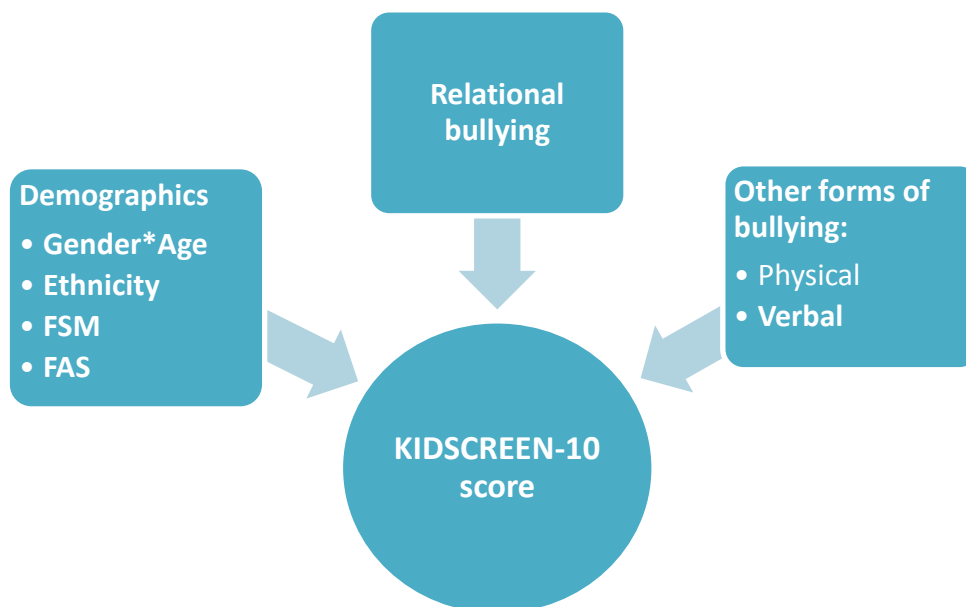 Relational
bullying
Demographics
• Gender*Age
• Ethnicity
• FSM
• FAS
Other forms of
bullying:
• Physical
• Verbal
KIDSCREEN-10
score